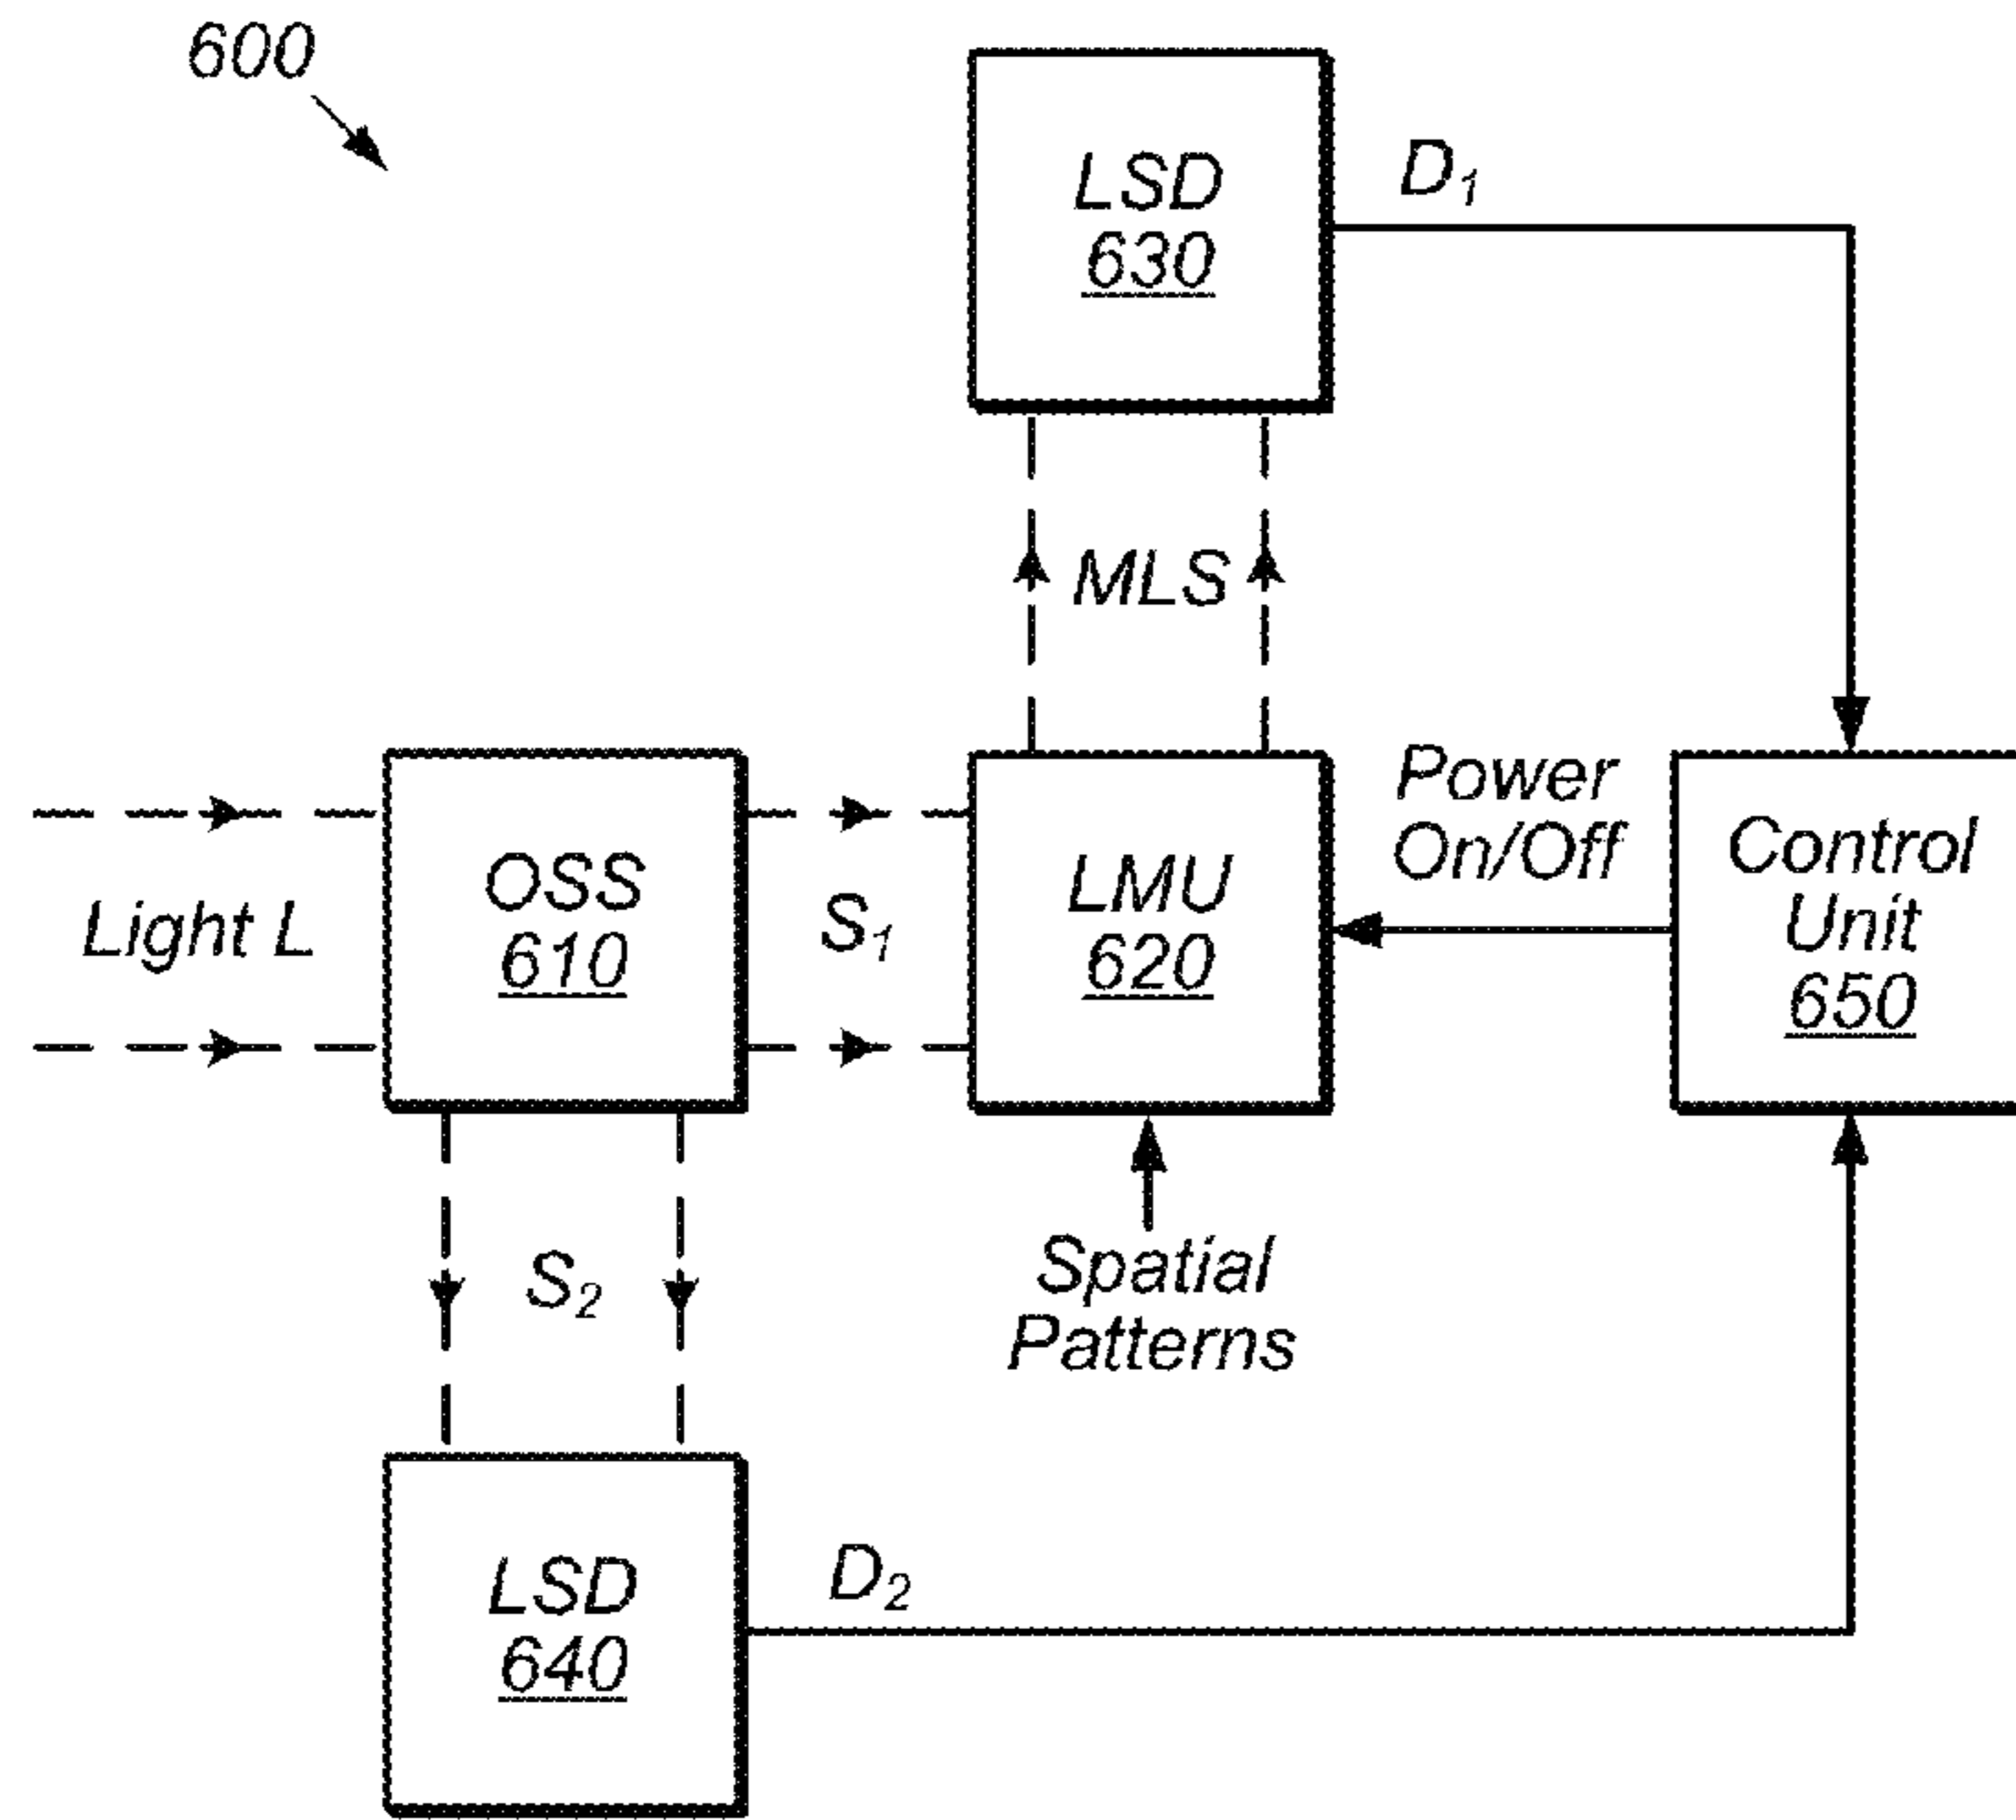 600
LSD
630
D₁
MLS
Light L
OSS
610
S₁
LMU
620
Power
On/Off
Control
Unit
650
S₂
Spatial
Patterns
LSD
640
D₂